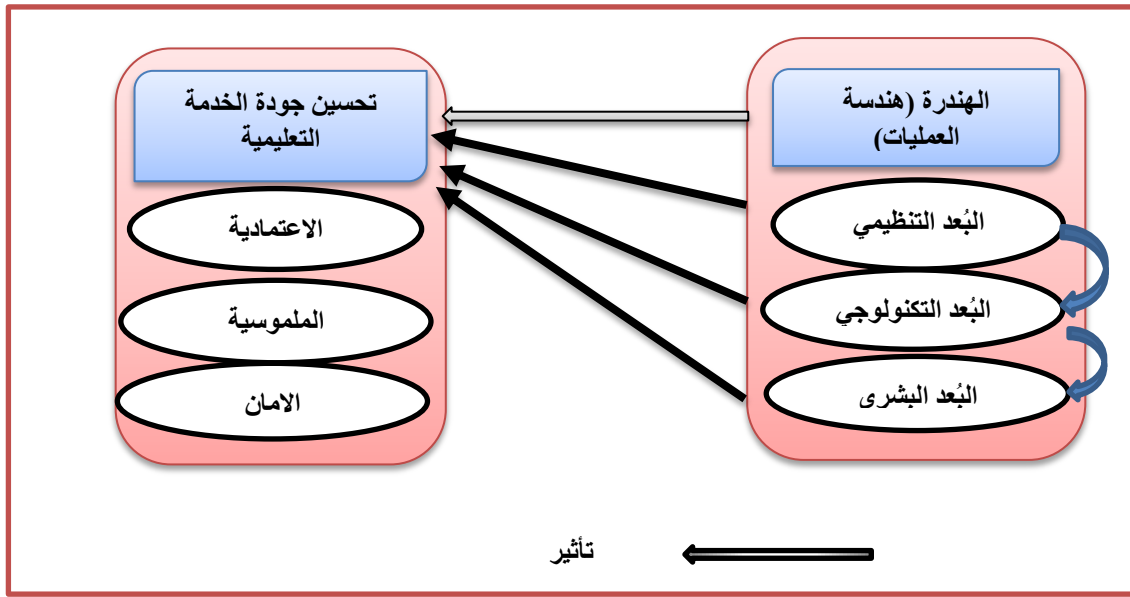 الهندرة (هندسة
العمليات)
البُعد التنظيمي
البُعد التكنولوجي
البُعد البشرى
تحسين جودة الخدمة
التعليمية
الاعتمادية
الملموسية
الامان
تأثير